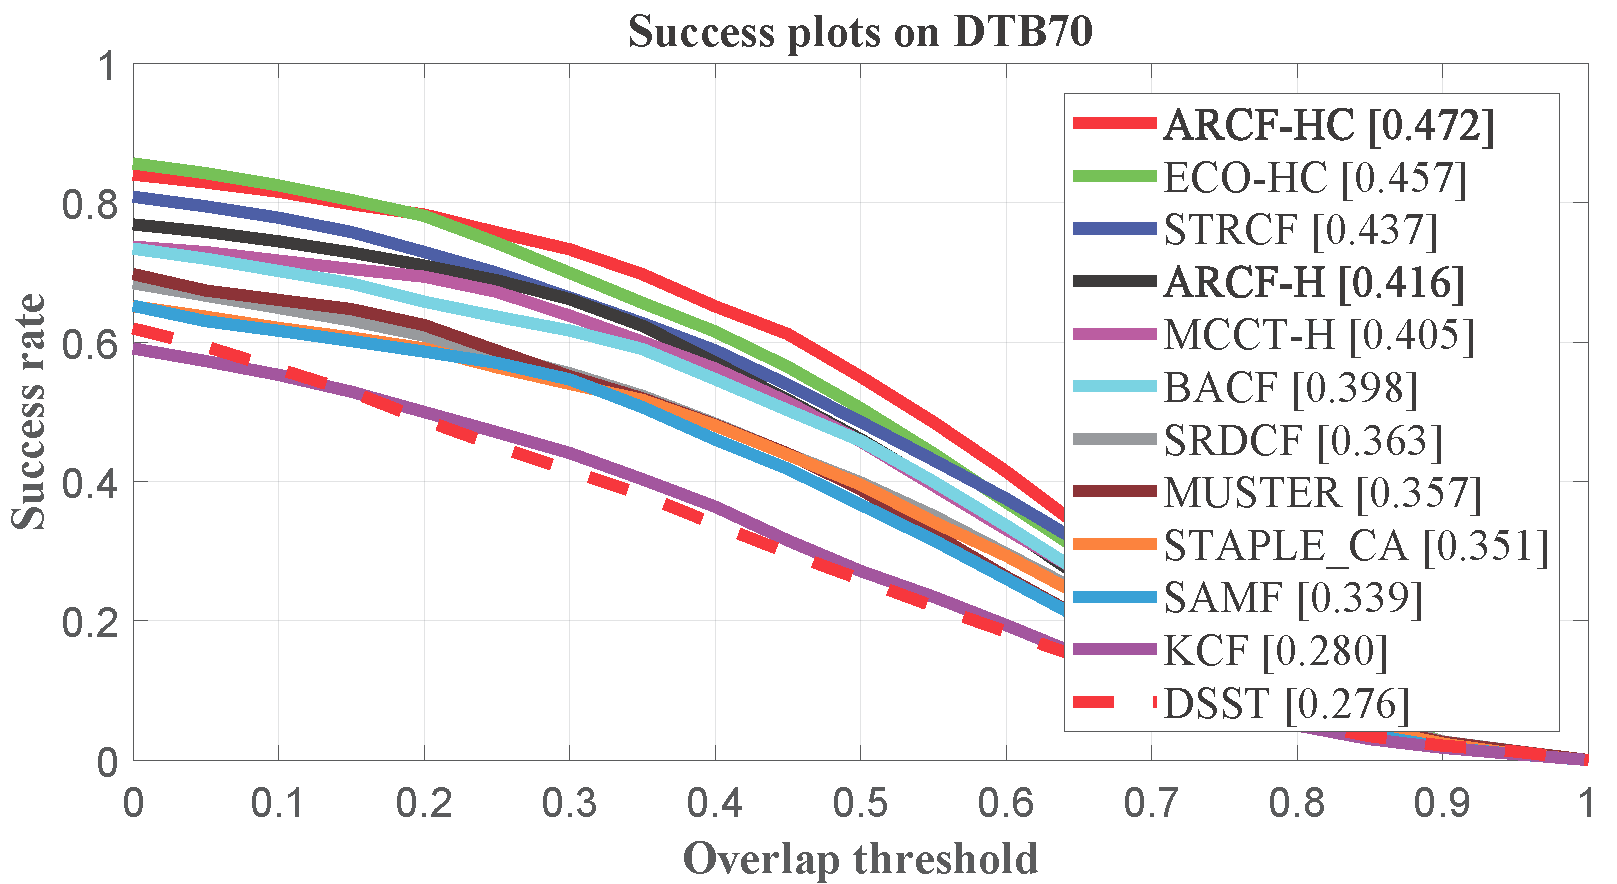 Success plots on DTB70
Success rate
1
0.8
0.6
0.4
0.2
0
ARCF-HC [0.472]
ECO-HC [0.457]
STRCF [0.437]
ARCF-H [0.416]
MCCT-H [0.405]
BACF [0.398]
SRDCF [0.363]
MUSTER [0.357]
STAPLE_CA [0.351]
SAMF [0.339]
KCF [0.280]
DSST [0.276]
0 0.1 0.2 0.3 0.4 0.5 0.6 0.7 0.8 0.9 1
Overlap threshold